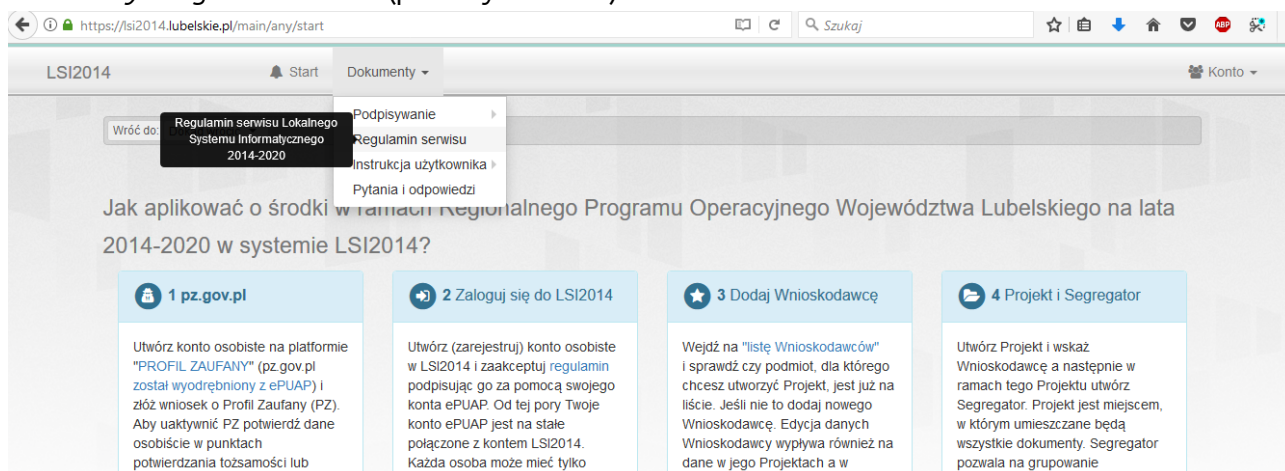 https://lsi2014.lubelskie.pl/main/any/start
Szukaj
ABP
LSI2014
Start
Dokumenty
Konto
Wróć do:
Regulamin serwisu Lokalnego
Systemu Informatycznego
2014-2020
Podpisywanie
Regulamin serwisu
Instrukcja użytkownika
Pytania i odpowiedzi
Jak aplikować o środki w ramach Regionalnego Programu Operacyjnego Województwa Lubelskiego na lata
2014-2020 w systemie LSI2014?
1 pz.gov.pl
Utwórz konto osobiste na platformie
"PROFIL ZAUFANY" (pz.gov.pl
został wyodrębniony z ePUAP) i
złóż wniosek o Profil Zaufany (PZ).
Aby uaktywnić PZ potwierdź dane
osobiście w punktach
potwierdzania tożsamości lub
2 Zaloguj się do LSI2014
Utwórz (zarejestruj) konto osobiste
w LSI2014 i zaakceptuj regulamin
podpisując go za pomocą swojego
konta ePUAP. Od tej pory Twoje
konto ePUAP jest na stałe
połączone z kontem LSI2014.
Każda osoba może mieć tylko
3 Dodaj Wnioskodawcę
Wejdź na "listę Wnioskodawców"
i sprawdź czy podmiot, dla którego
chcesz utworzyć Projekt, jest już na
liście. Jeśli nie to dodaj nowego
Wnioskodawcę. Edycja danych
Wnioskodawcy wypływa również na
dane w jego Projektach a w
4 Projekt i Segregator
Utwórz Projekt i wskaż
Wnioskodawcę a następnie w
ramach tego Projektu utwórz
Segregator. Projekt jest miejscem,
w którym umieszczane będą
wszystkie dokumenty. Segregator
pozwala na grupowanie